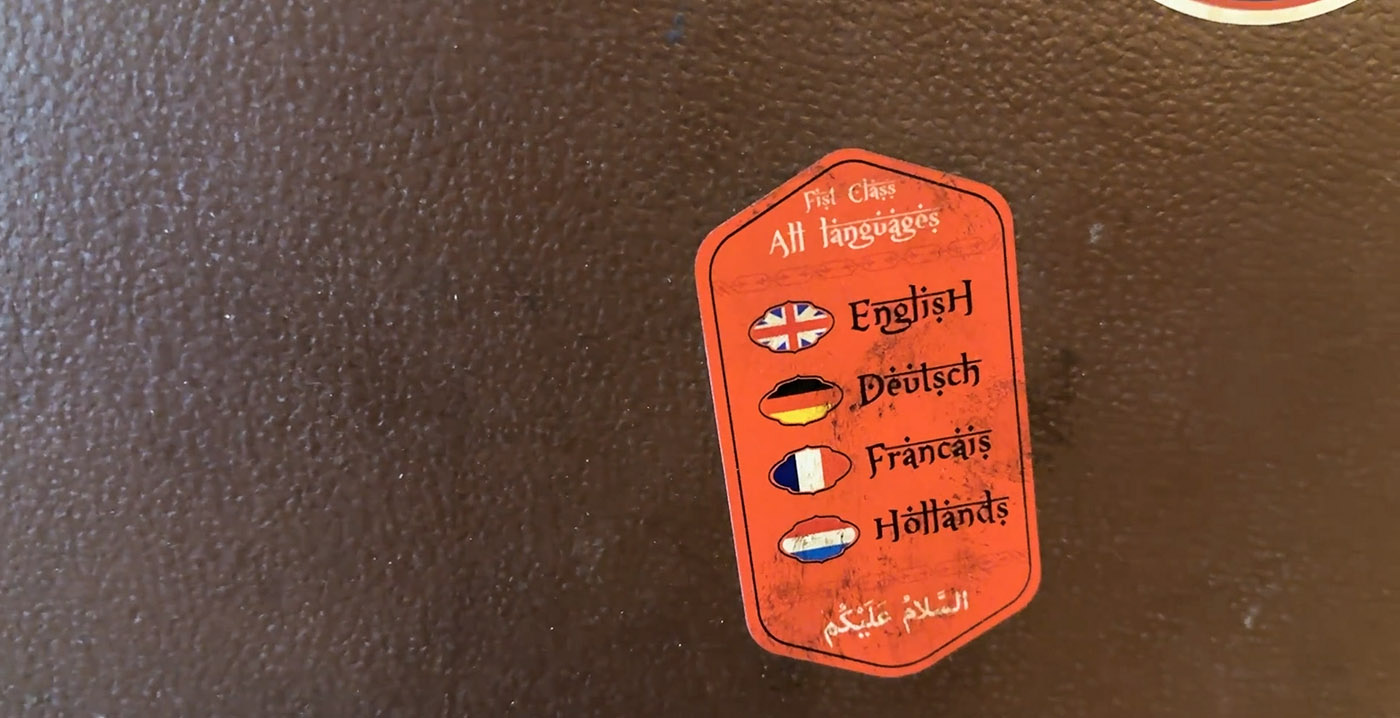 Fist Class
All languages
EnglisH
Deutsch
Francais
Hollands
السَّلامُ عَلَيْكُم